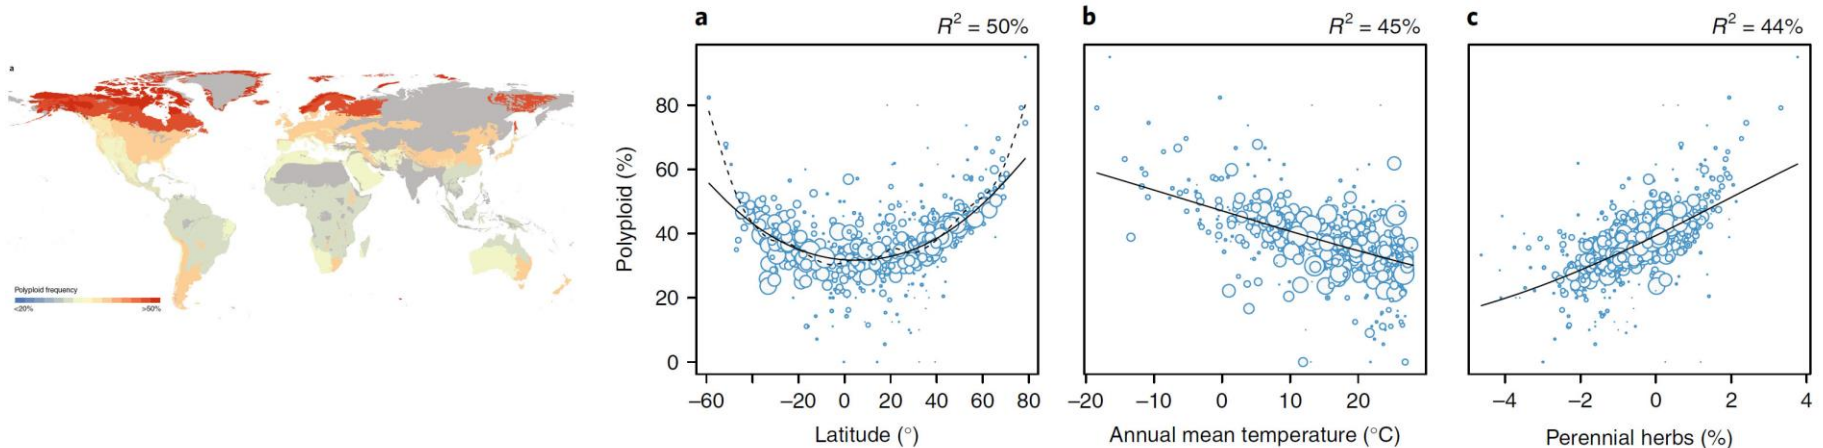 a
Polyploid frequency
<20% >50%
a
R² = 50%
Polyploid (%)
80
60
40
20
0
−60 −20 0 20 40 60 80
Latitude (°)
b
R² = 45%
−20 −10 0 10 20
Annual mean temperature (°C)
c
R² = 44%
−4 −2 0 2 4
Perennial herbs (%)